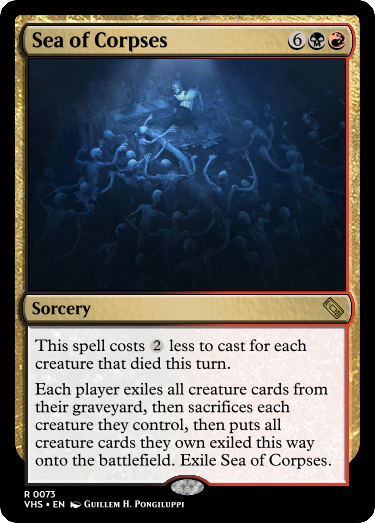 Sea of Corpses 6
Sorcery
This spell costs 2 less to cast for each
creature that died this turn.
Each player exiles all creature cards from
their graveyard, then sacrifices each
creature they control, then puts all
creature cards they own exiled this way
onto the battlefield. Exile Sea of Corpses.
R 0073
VHS • EN Guillem H. Pongiluppi